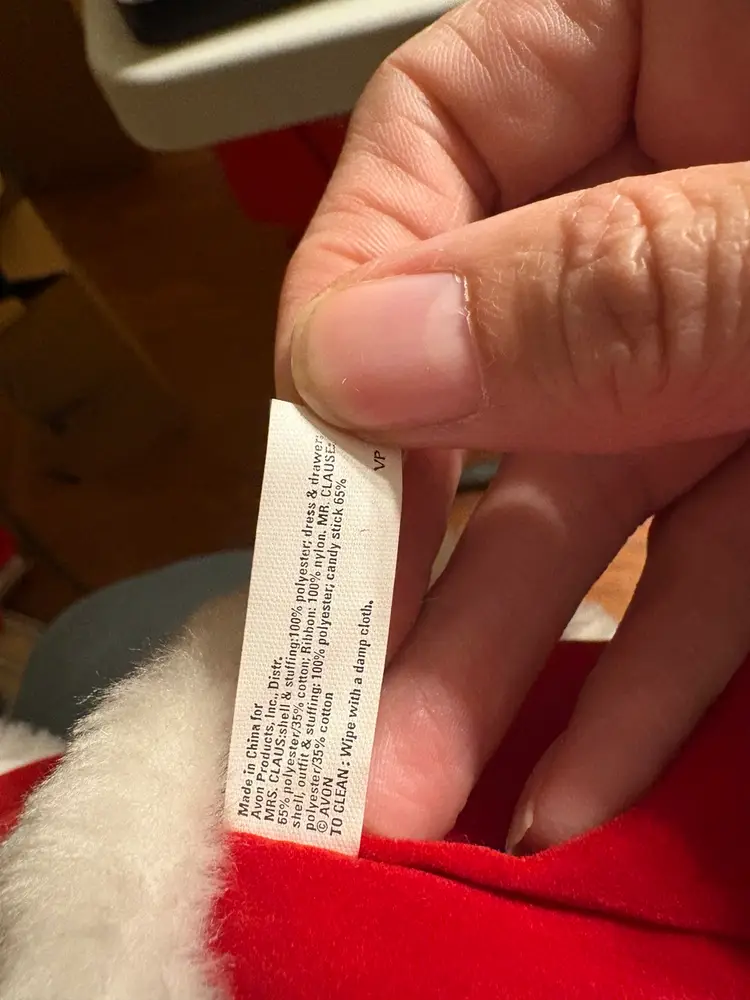 Made in China for
Avon Products, Inc., Distr.
MRS. CLAUS:shell & stuffing:100% polyester; dress & drawer
65% polyester/35% cotton; Ribbon: 100% nylon. MR. CLAUSE
shell, outfit & stuffing: 100% polyester; candy stick 65%
polyester/35% cotton
© AVON
TO CLEAN : Wipe with a damp cloth.
VP